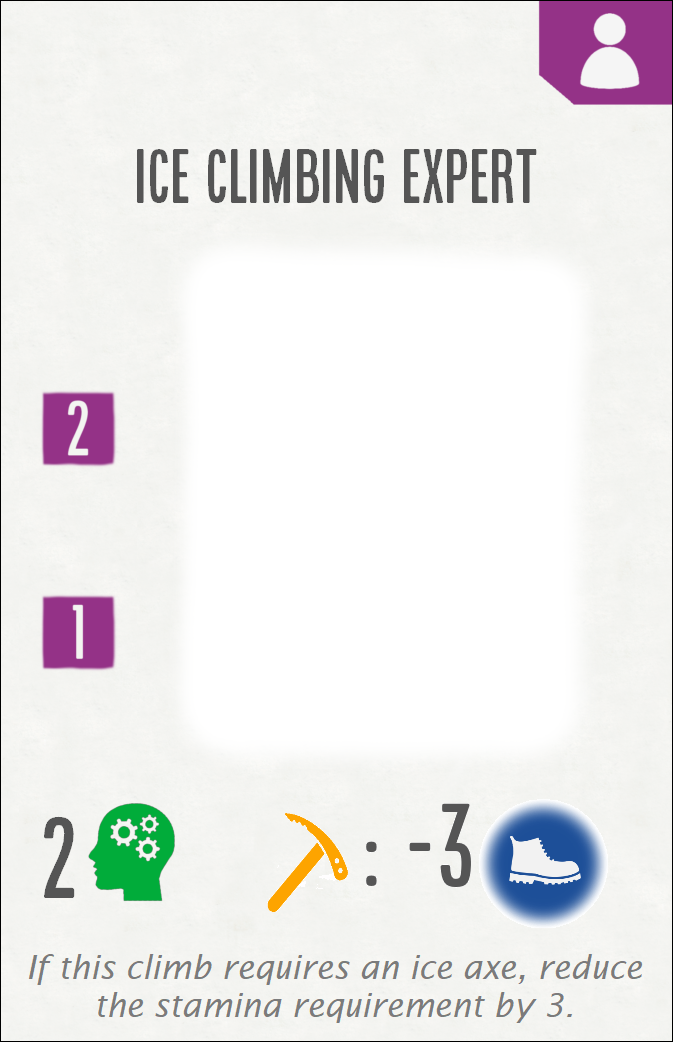 ICE CLIMBING EXPERT
2
1
2 : -3
If this climb requires an ice axe, reduce
the stamina requirement by 3.